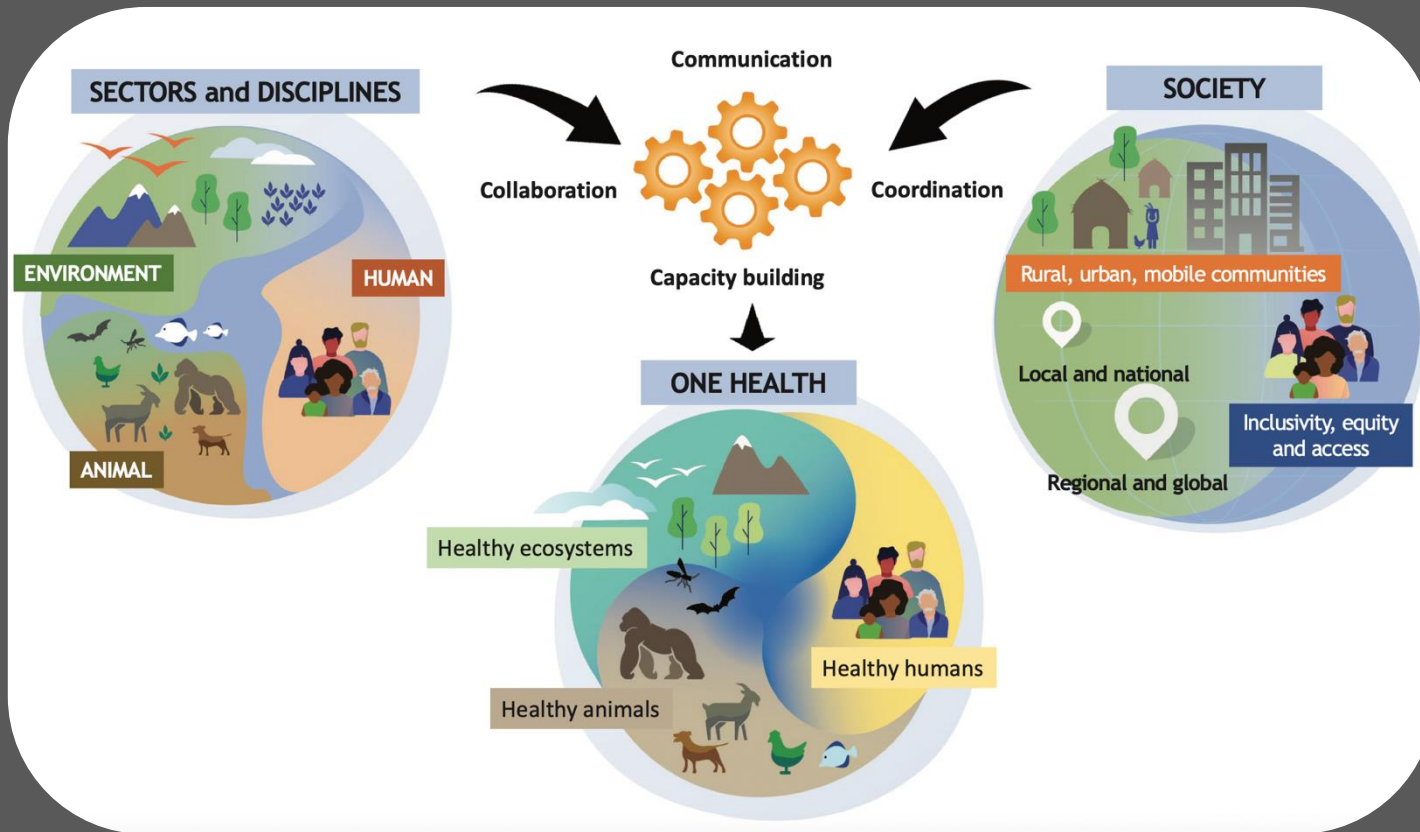 SECTORS and DISCIPLINES
ENVIRONMENT
HUMAN
ANIMAL
Communication
Collaboration
Coordination
Capacity building
SOCIETY
Rural, urban, mobile communities
Local and national
Regional and global
Inclusivity, equity
and access
ONE HEALTH
Healthy ecosystems
Healthy humans
Healthy animals